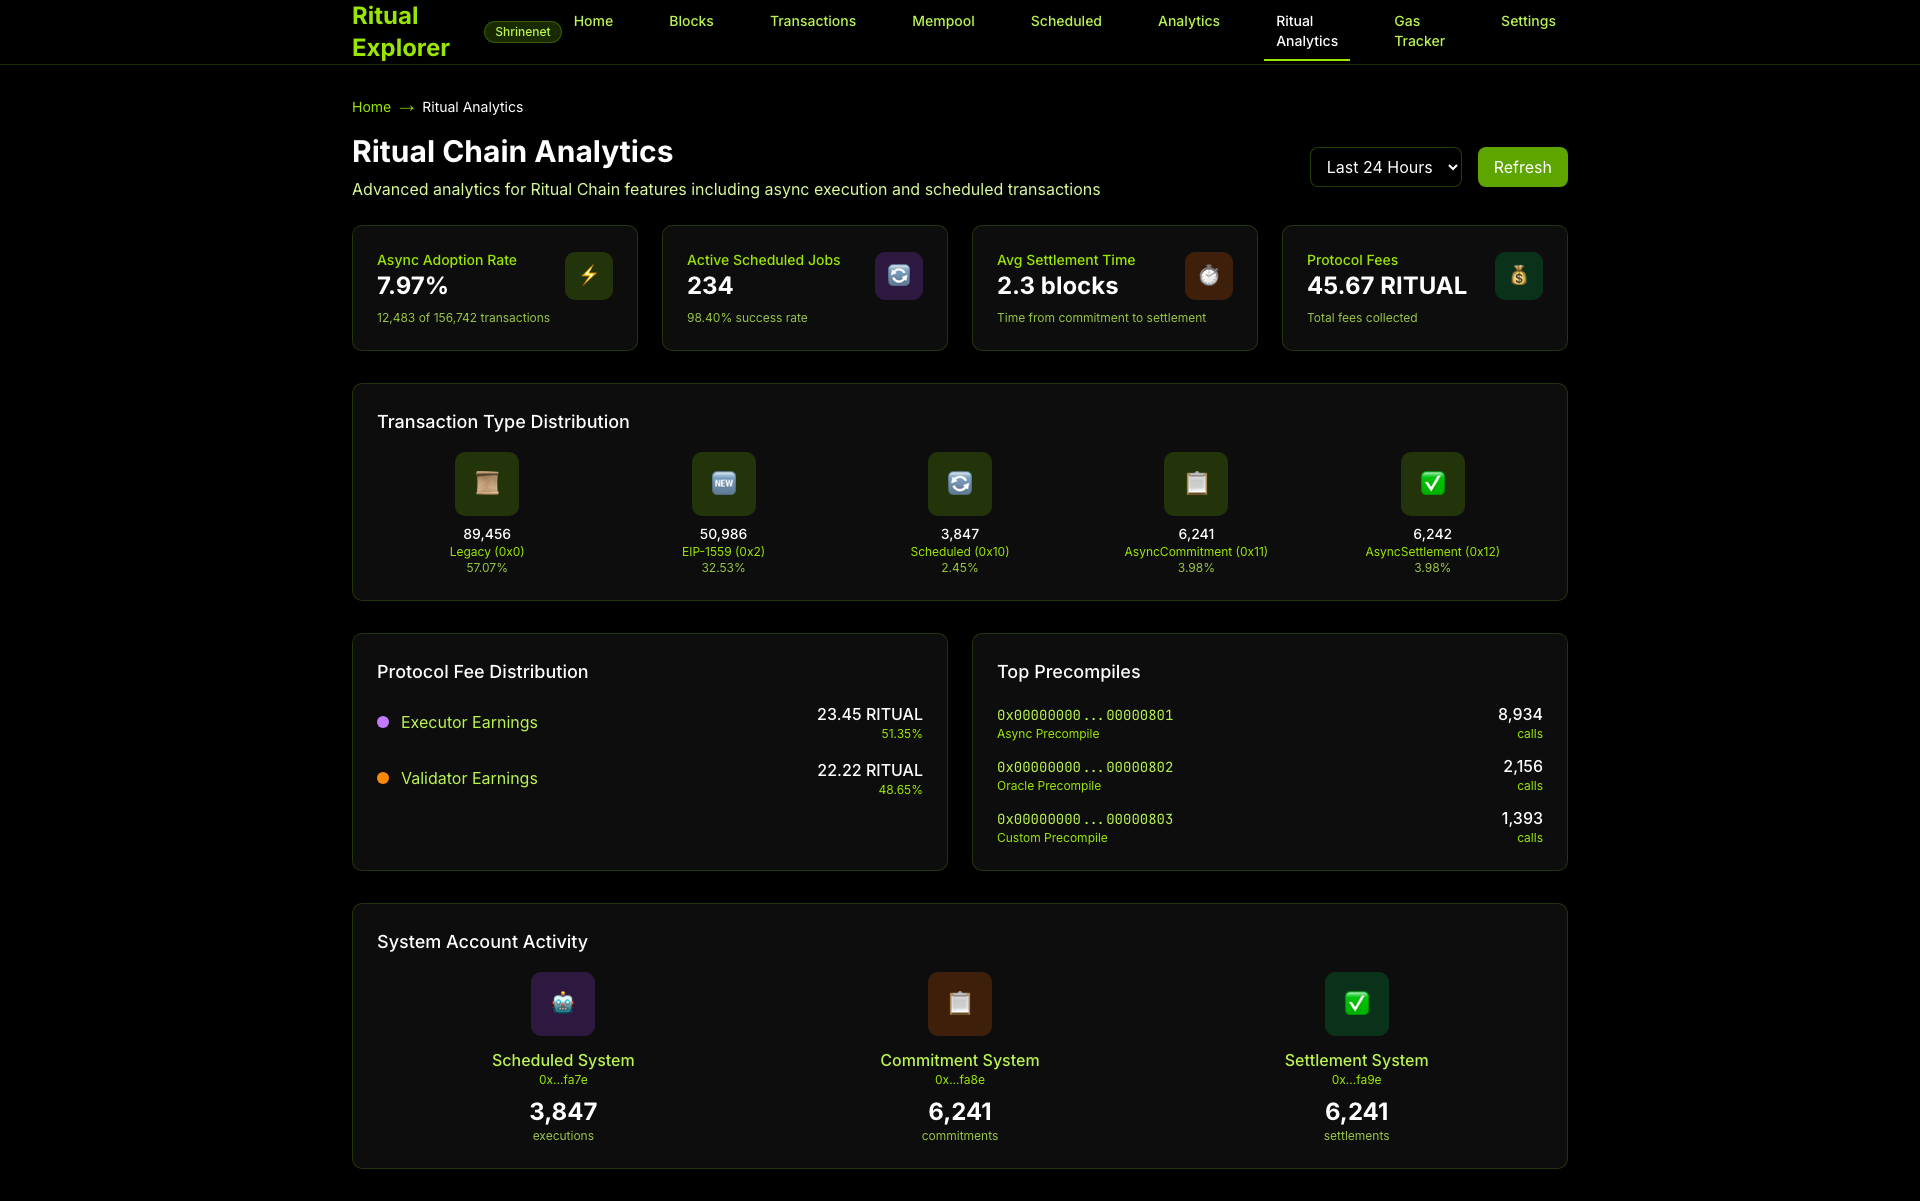 Ritual
Explorer
Shrinenet
Home
Blocks
Transactions
Mempool
Scheduled
Analytics
Ritual
Analytics
Gas
Tracker
Settings
Home → Ritual Analytics
Ritual Chain Analytics
Advanced analytics for Ritual Chain features including async execution and scheduled transactions
Last 24 Hours
Refresh
Async Adoption Rate
7.97%
12,483 of 156,742 transactions
Active Scheduled Jobs
234
98.40% success rate
Avg Settlement Time
2.3 blocks
Time from commitment to settlement
Protocol Fees
45.67 RITUAL
Total fees collected
Transaction Type Distribution
89,456
Legacy (0x0)
57.07%
NEW
50,986
EIP-1559 (0x2)
32.53%
3,847
Scheduled (0x10)
2.45%
6,241
AsyncCommitment (0x11)
3.98%
6,242
AsyncSettlement (0x12)
3.98%
Protocol Fee Distribution
Executor Earnings
23.45 RITUAL
51.35%
Validator Earnings
22.22 RITUAL
48.65%
Top Precompiles
0x00000000...00000801
Async Precompile
8,934
calls
0x00000000...00000802
Oracle Precompile
2,156
calls
0x00000000...00000803
Custom Precompile
1,393
calls
System Account Activity
Scheduled System
0x...fa7e
3,847
executions
Commitment System
0x...fa8e
6,241
commitments
Settlement System
0x...fa9e
6,241
settlements